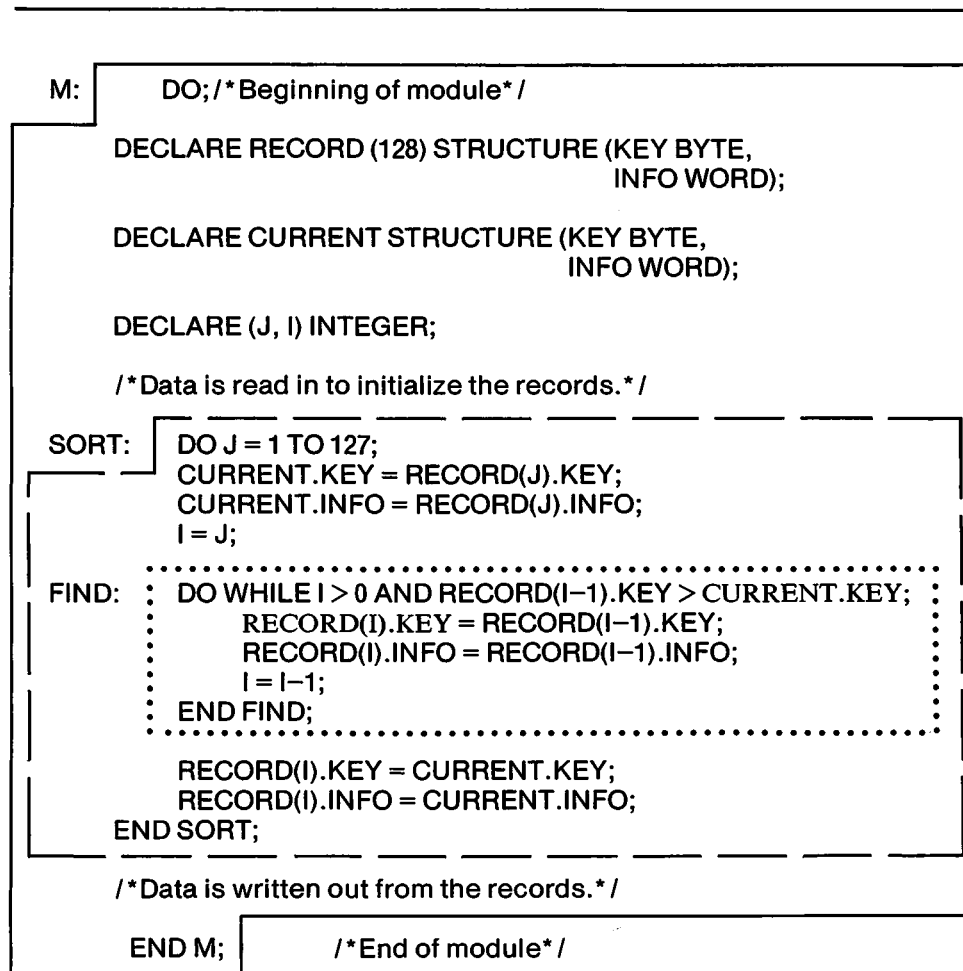 M: DO;/*Beginning of module*/
DECLARE RECORD (128) STRUCTURE (KEY BYTE,
INFO WORD);
DECLARE CURRENT STRUCTURE (KEY BYTE,
INFO WORD);
DECLARE (J, I) INTEGER;
/*Data is read in to initialize the records.*/
SORT: DO J = 1 TO 127;
CURRENT.KEY = RECORD(J).KEY;
CURRENT.INFO = RECORD(J).INFO;
I = J;
FIND: DO WHILE I > 0 AND RECORD(I–1).KEY > CURRENT.KEY;
RECORD(I).KEY = RECORD(I–1).KEY;
RECORD(I).INFO = RECORD(I–1).INFO;
I = I–1;
END FIND;
RECORD(I).KEY = CURRENT.KEY;
RECORD(I).INFO = CURRENT.INFO;
END SORT;
/*Data is written out from the records.*/
END M; /*End of module*/